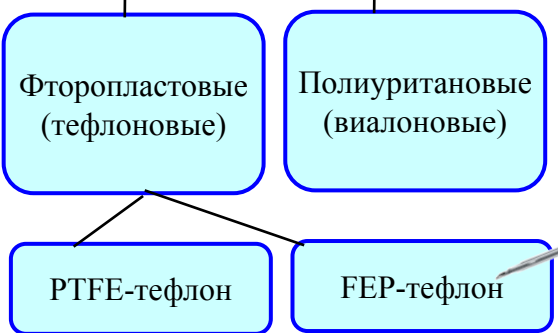 Фторопластовые
(тефлоновые)
Полиуритановые
(виалоновые)
PTFE-тефлон
FEP-тефлон